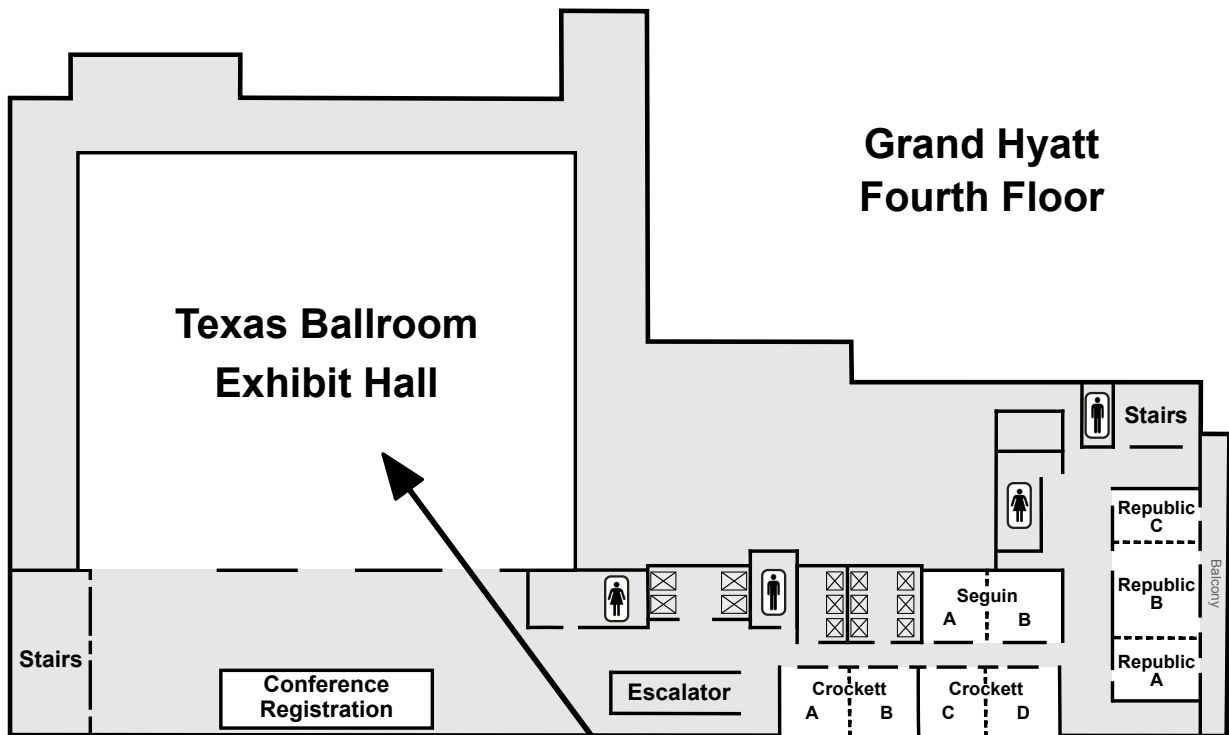 Grand Hyatt
Fourth Floor
Texas Ballroom
Exhibit Hall
Stairs
Republic
C
Republic
B
Balcony
Republic
A
Seguin
A B
Stairs
Conference
Registration
Escalator
Crockett
A B
Crockett
C D